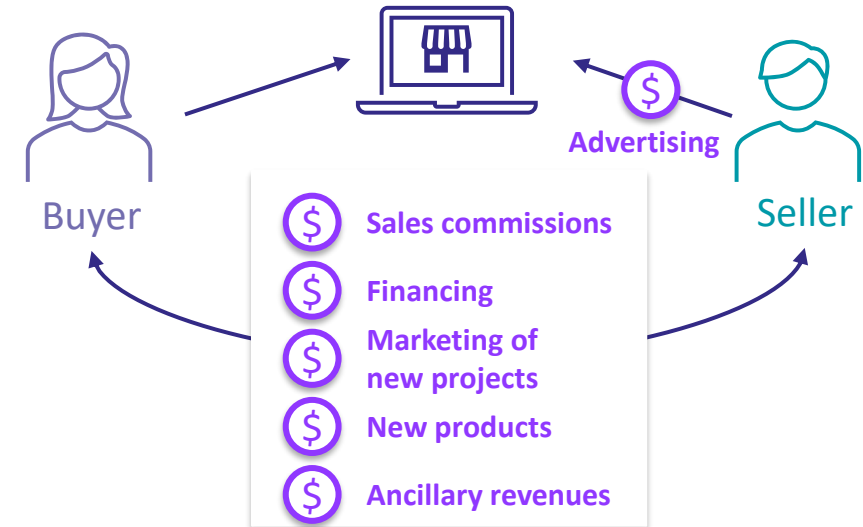 $
Advertising
Buyer
Seller
$ Sales commissions
$ Financing
$ Marketing of
new projects
$ New products
$ Ancillary revenues